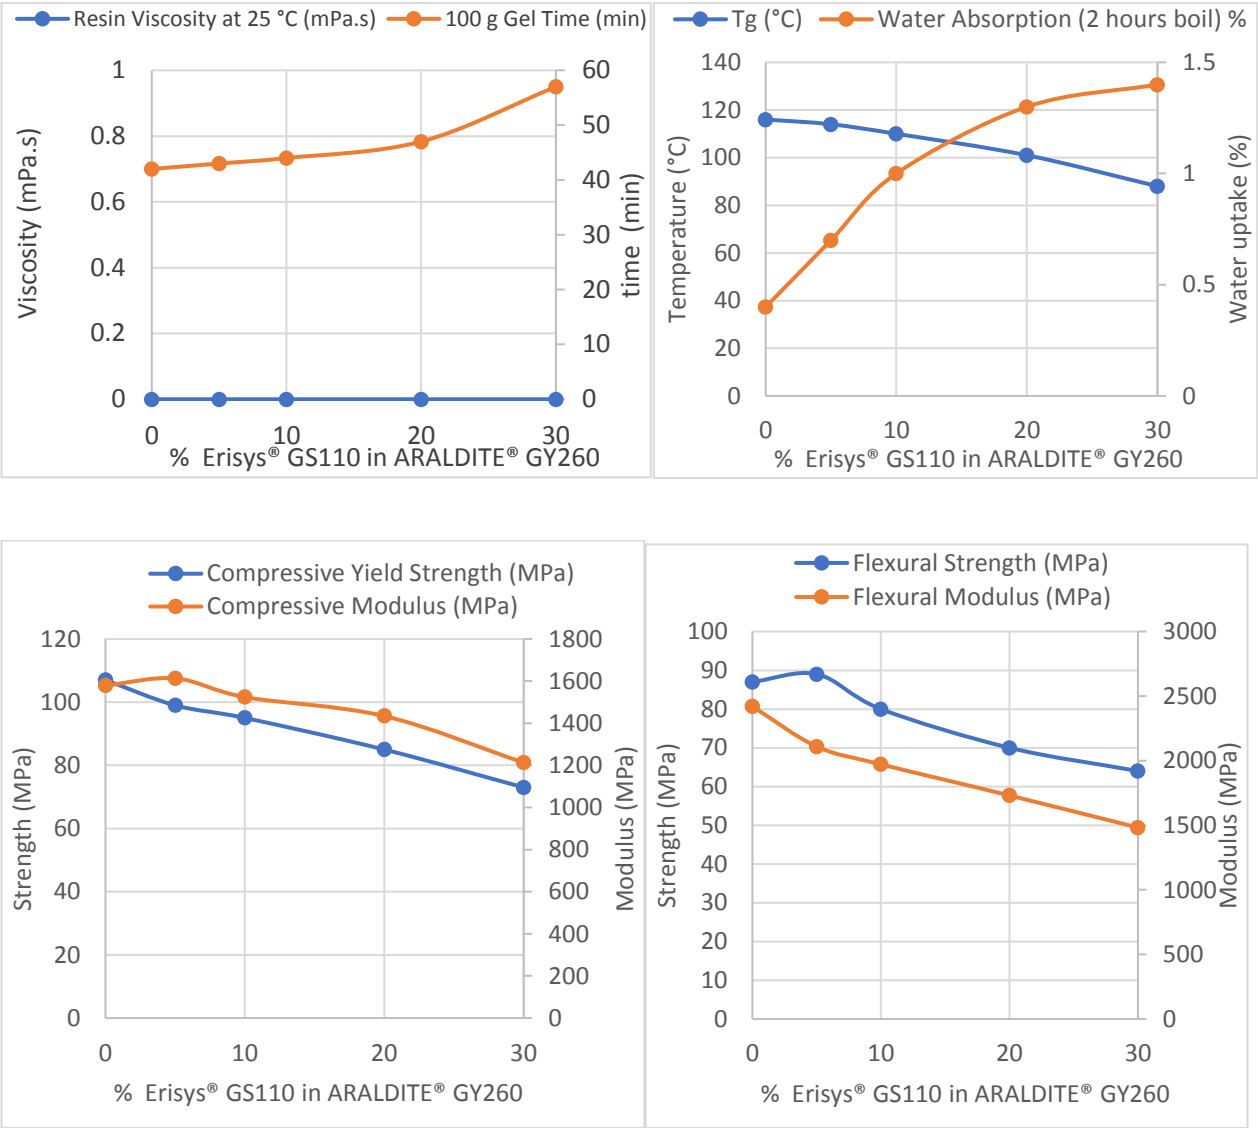 Resin Viscosity at 25 °C (mPa.s) 100 g Gel Time (min)
1 60
50
0.8
40
0.6
30
0.4
20
0.2
10
0 0
0 10 20 30
Viscosity (mPa.s)
time (min)
% Erisys® GS110 in ARALDITE® GY260
Tg (°C) Water Absorption (2 hours boil) %
140 1.5
120
100 1
80
60
0.5
40
20
0 0
0 10 20 30
Temperature (°C)
Water uptake (%)
% Erisys® GS110 in ARALDITE® GY260
Compressive Yield Strength (MPa)
Compressive Modulus (MPa)
120 1800
1600
100 1400
80 1200
1000
60
800
40 600
400
20
200
0 0
0 10 20 30
Strength (MPa)
Modulus (MPa)
% Erisys® GS110 in ARALDITE® GY260
Flexural Strength (MPa)
Flexural Modulus (MPa)
100 3000
90
2500
80
70
2000
60
50 1500
40
1000
30
20
500
10
0 0
0 10 20 30
Strength (MPa)
Modulus (MPa)
% Erisys® GS110 in ARALDITE® GY260